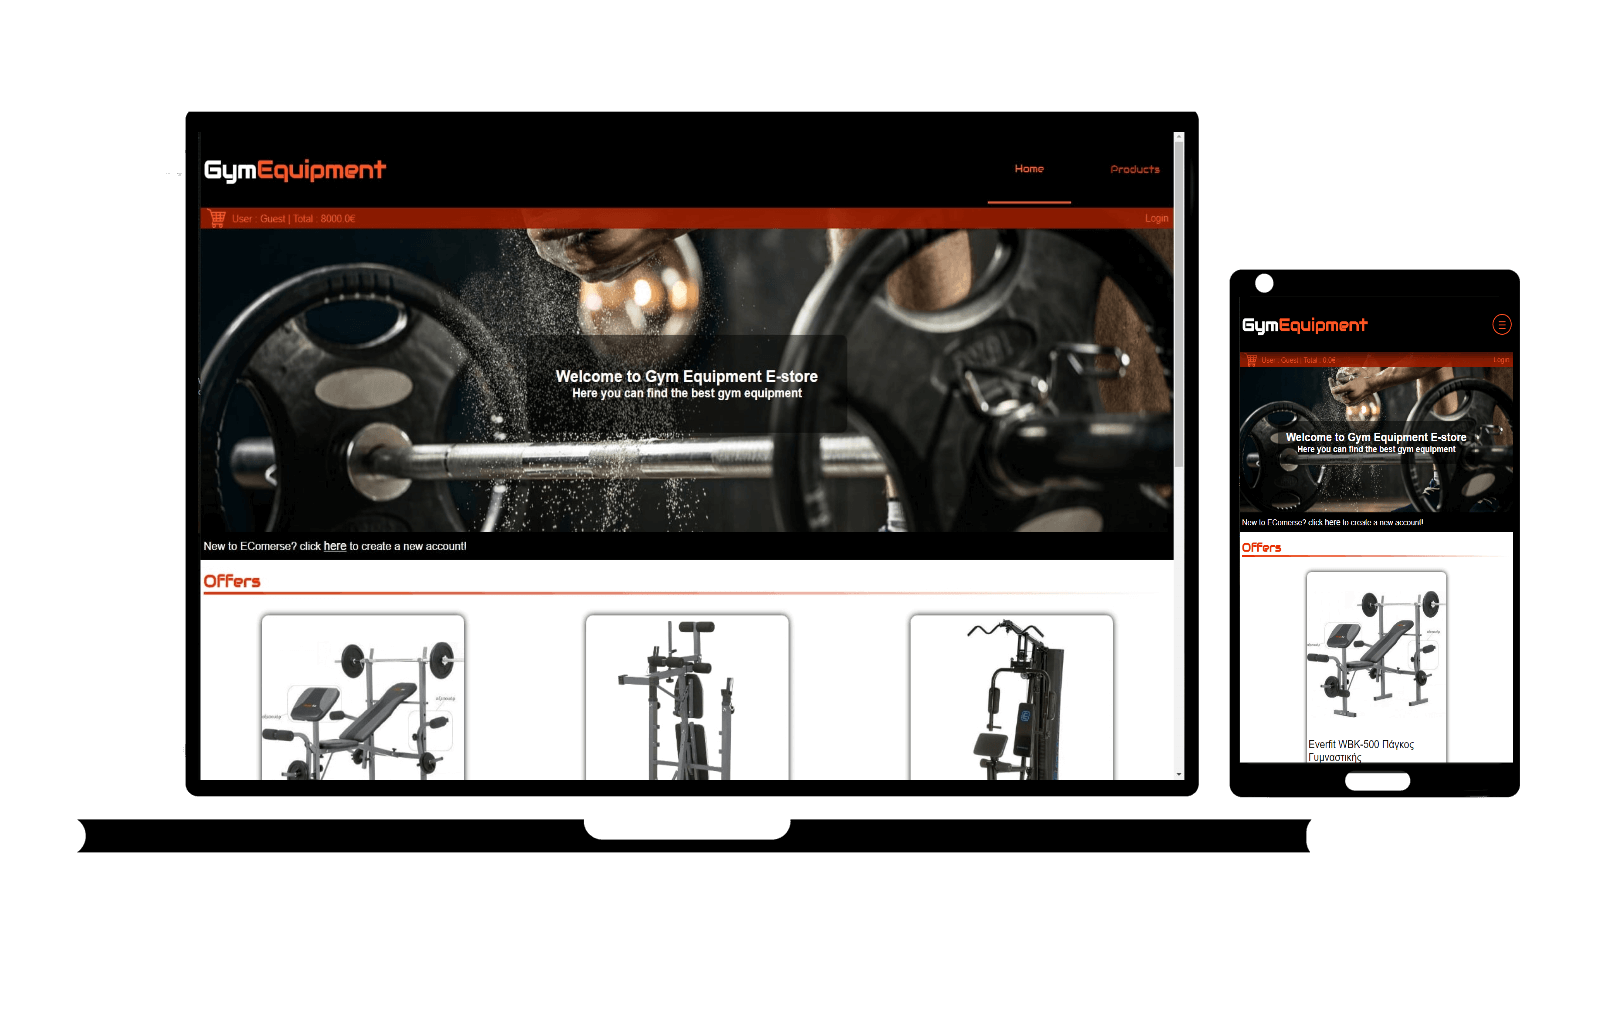 GymEquipment
Home
Products
User : Guest | Total : 8000.0€
Login
Welcome to Gym Equipment E-store
Here you can find the best gym equipment
New to EComerse? click here to create a new account!
Offers
GymEquipment
User : Guest | Total : 0.0€
Login
Welcome to Gym Equipment E-store
Here you can find the best gym equipment
New to EComerse? click here to create a new account!
Offers
Everfit WBK-500 Πάγκος
Γυμναστικής